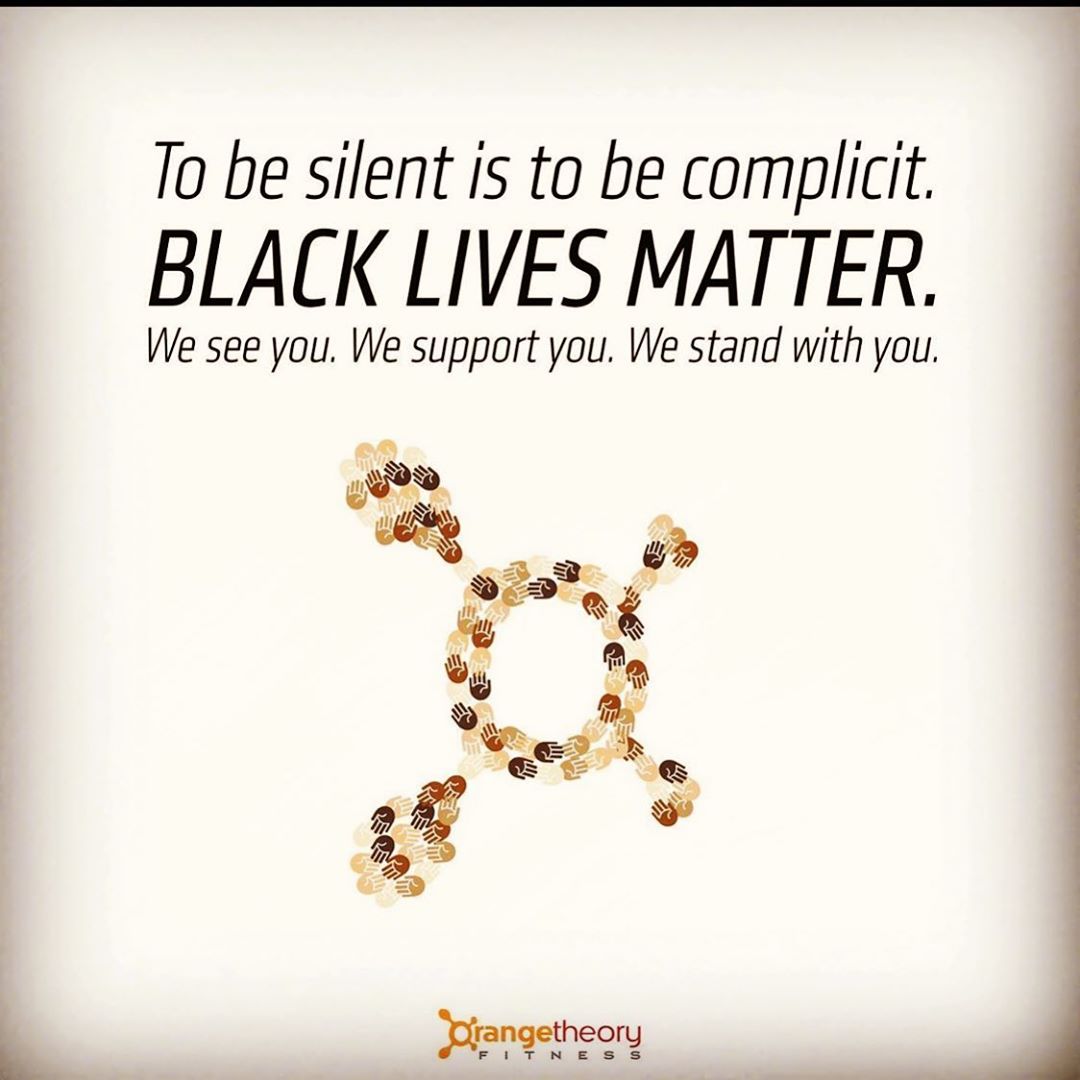 To be silent is to be complicit.
BLACK LIVES MATTER.
We see you. We support you. We stand with you.
Orangetheory
FITNESS